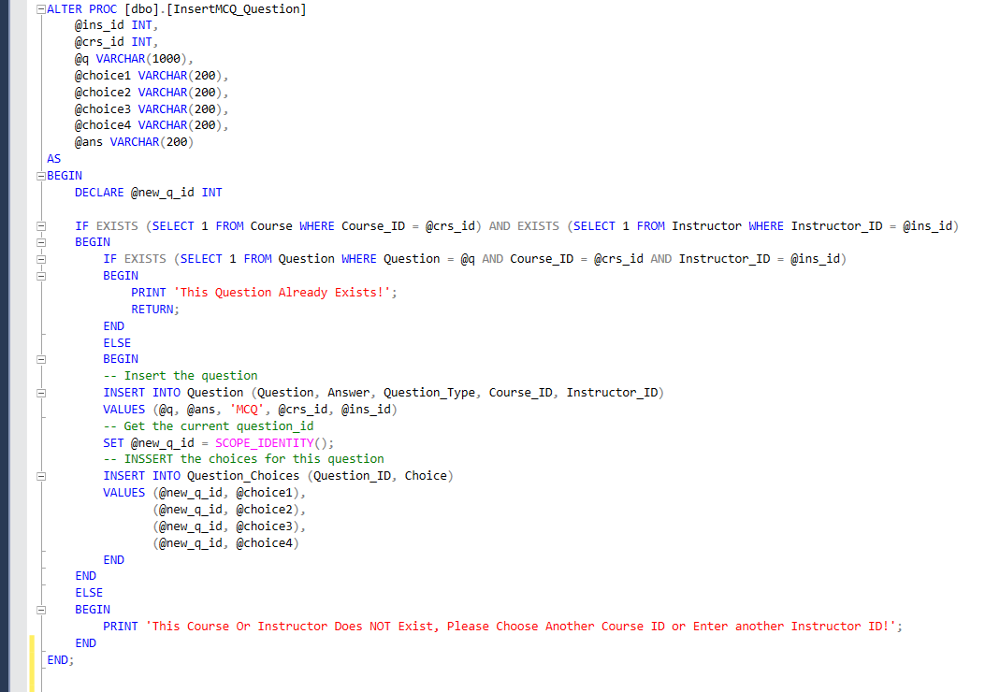 ALTER PROC [dbo].[InsertMCQ_Question]
@ins_id INT,
@crs_id INT,
@q VARCHAR(1000),
@choice1 VARCHAR(200),
@choice2 VARCHAR(200),
@choice3 VARCHAR(200),
@choice4 VARCHAR(200),
@ans VARCHAR(200)
AS
BEGIN
DECLARE @new_q_id INT
IF EXISTS (SELECT 1 FROM Course WHERE Course_ID = @crs_id) AND EXISTS (SELECT 1 FROM Instructor WHERE Instructor_ID = @ins_id)
BEGIN
IF EXISTS (SELECT 1 FROM Question WHERE Question = @q AND Course_ID = @crs_id AND Instructor_ID = @ins_id)
BEGIN
PRINT 'This Question Already Exists!';
RETURN;
END
ELSE
BEGIN
-- Insert the question
INSERT INTO Question (Question, Answer, Question_Type, Course_ID, Instructor_ID)
VALUES (@q, @ans, 'MCQ', @crs_id, @ins_id)
-- Get the current question_id
SET @new_q_id = SCOPE_IDENTITY();
-- INSSERT the choices for this question
INSERT INTO Question_Choices (Question_ID, Choice)
VALUES (@new_q_id, @choice1),
(@new_q_id, @choice2),
(@new_q_id, @choice3),
(@new_q_id, @choice4)
END
END
ELSE
BEGIN
PRINT 'This Course Or Instructor Does NOT Exist, Please Choose Another Course ID or Enter another Instructor ID!';
END
END;